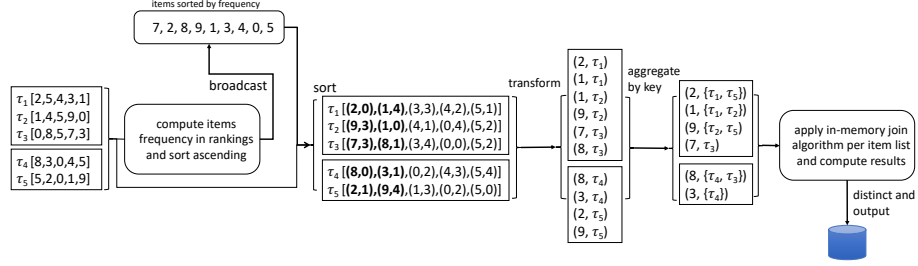 items sorted by frequency
7, 2, 8, 9, 1, 3, 4, 0, 5
broadcast
τ1 [2,5,4,3,1]
τ2 [1,4,5,9,0]
τ3 [0,8,5,7,3]
τ4 [8,3,0,4,5]
τ5 [5,2,0,1,9]
compute items
frequency in rankings
and sort ascending
sort
τ1 [(2,0),(1,4),(3,3),(4,2),(5,1)]
τ2 [(9,3),(1,0),(4,1),(0,4),(5,2)]
τ3 [(7,3),(8,1),(3,4),(0,0),(5,2)]
τ4 [(8,0),(3,1),(0,2),(4,3),(5,4)]
τ5 [(2,1),(9,4),(1,3),(0,2),(5,0)]
transform
(2, τ1)
(1, τ1)
(1, τ2)
(9, τ2)
(7, τ3)
(8, τ3)
(8, τ4)
(3, τ4)
(2, τ5)
(9, τ5)
aggregate
by key
(2, {τ1, τ5})
(1, {τ1, τ2})
(9, {τ2, τ5})
(7, τ3)
(8, {τ4, τ3})
(3, {τ4})
apply in-memory join
algorithm per item list
and compute results
distinct and
output